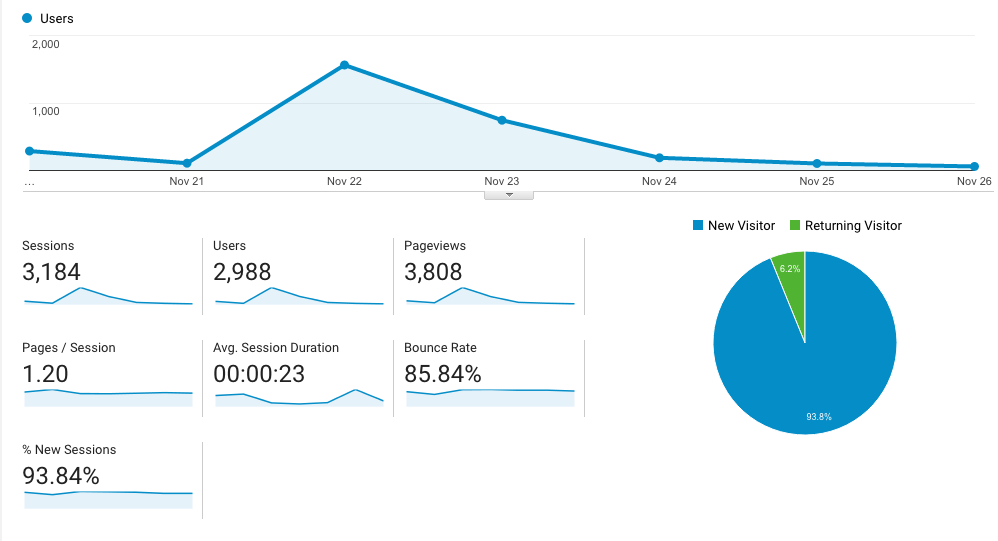 Users
2,000
1,000
...
Nov 21
Nov 22
Nov 23
Nov 24
Nov 25
Nov 26
New Visitor
Returning Visitor
Sessions
3,184
Users
2,988
Pageviews
3,808
6.2%
93.8%
Pages / Session
1.20
Avg. Session Duration
00:00:23
Bounce Rate
85.84%
% New Sessions
93.84%